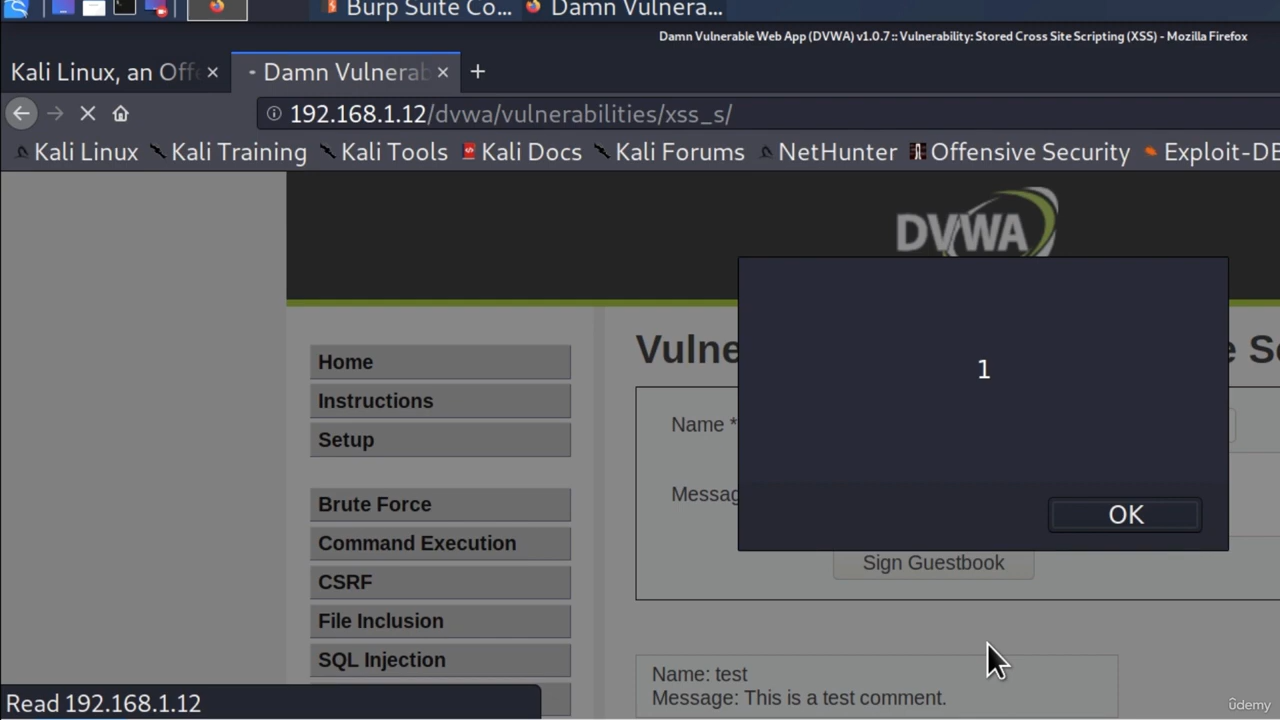 Burp Suite Co...
Damn Vulnera...
Damn Vulnerable Web App (DVWA) v1.0.7 :: Vulnerability: Stored Cross Site Scripting (XSS) - Mozilla Firefox
Kali Linux, an Offe
Damn Vulnerab
192.168.1.12/dvwa/vulnerabilities/xss_s/
Kali Linux
Kali Training
Kali Tools
Kali Docs
Kali Forums
NetHunter
Offensive Security
Exploit-DB
DVWA
Vulne
e S
1
OK
Home
Instructions
Setup
Brute Force
Command Execution
CSRF
File Inclusion
SQL Injection
Name *
Messag
Sign Guestbook
Name: test
Message: This is a test comment.
Read 192.168.1.12
ûdemy